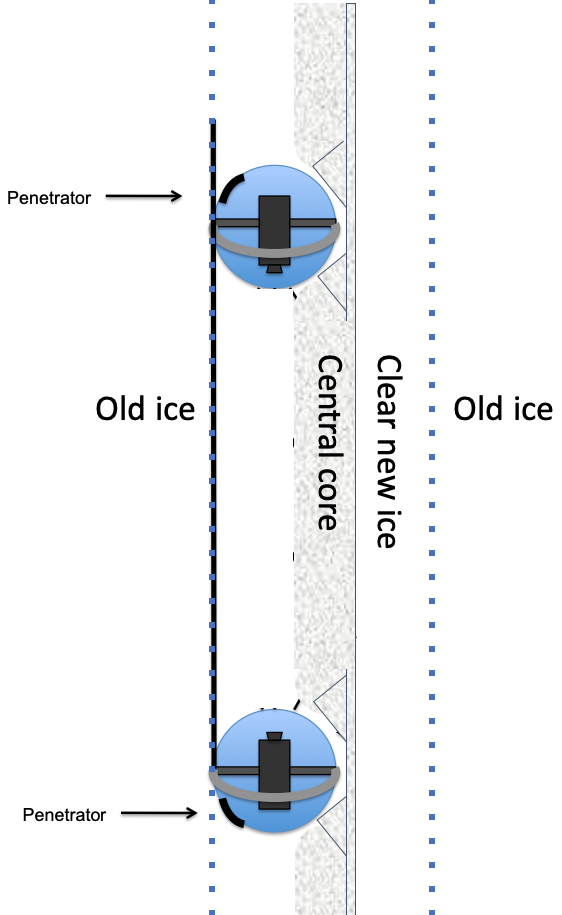 Penetrator
Old ice
Central core
Clear new ice
Old ice
Penetrator